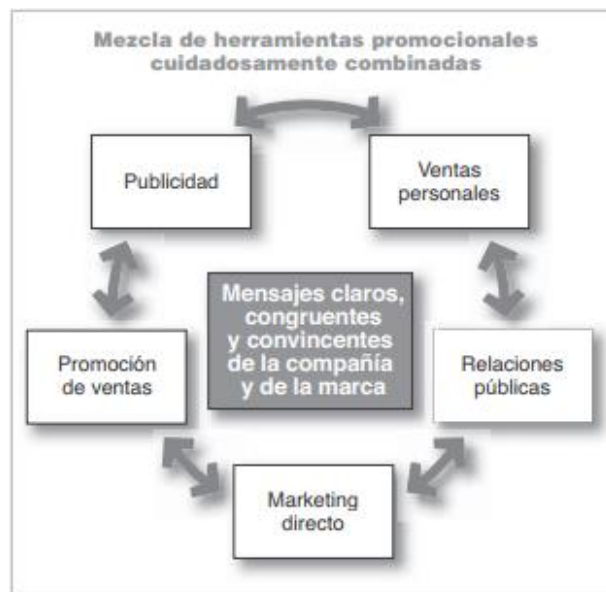 Mezcla de herramientas promocionales
cuidadosamente combinadas
Publicidad
Ventas
personales
Mensajes claros,
congruentes
y convincentes
de la compañía
y de la marca
Promoción
de ventas
Relaciones
públicas
Marketing
directo